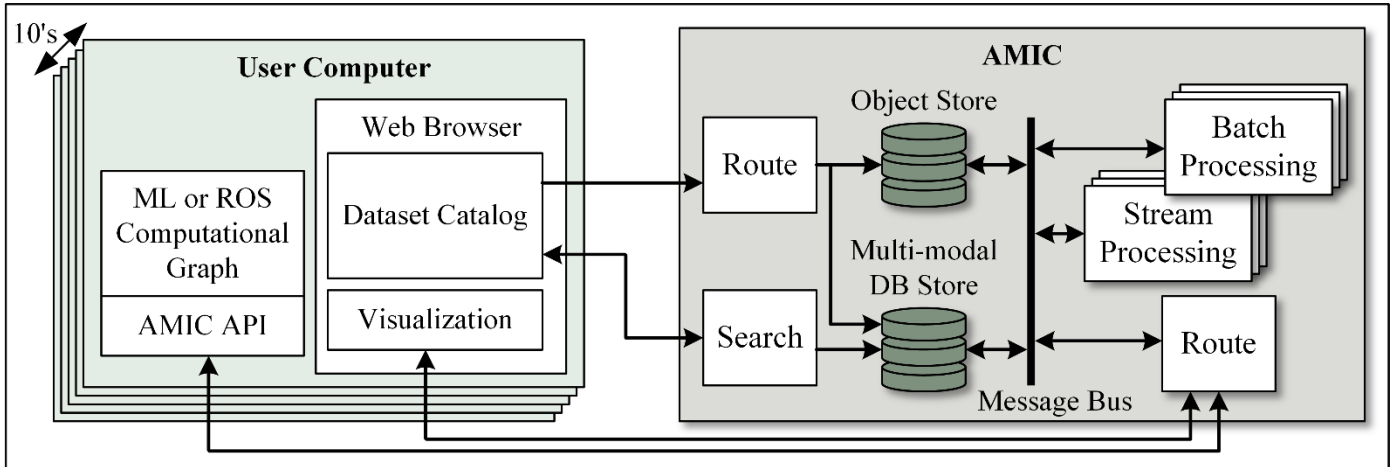 10's
User Computer
Web Browser
Dataset Catalog
Visualization
ML or ROS
Computational
Graph
AMIC API
AMIC
Route
Search
Object Store
Multi-modal
DB Store
Message Bus
Batch
Processing
Stream
Processing
Route